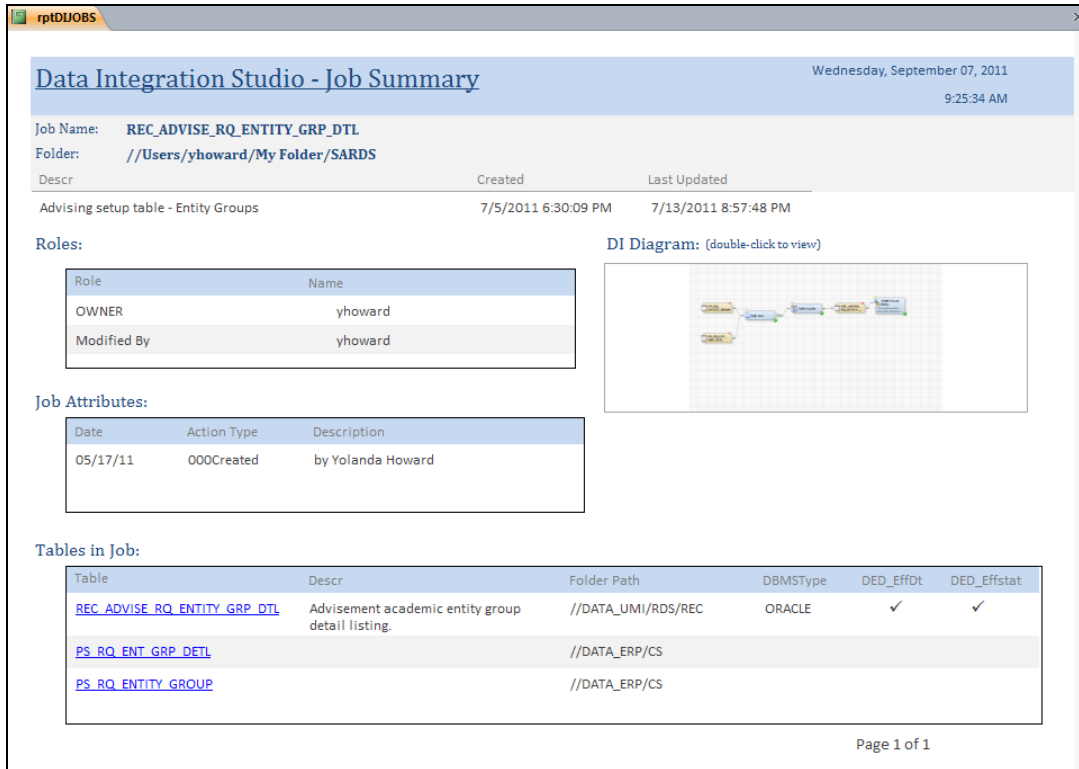 rptDIJOBS
Data Integration Studio - Job Summary
Wednesday, September 07, 2011
9:25:34 AM
Job Name: REC_ADVISE_RQ_ENTITY_GRP_DTL
Folder: //Users/yhoward/My Folder/SARDS
Descr Created Last Updated
Advising setup table - Entity Groups 7/5/2011 6:30:09 PM 7/13/2011 8:57:48 PM
Roles:
Role Name
OWNER yhoward
Modified By yhoward
DI Diagram: (double-click to view)
Job Attributes:
Date Action Type Description
05/17/11 000Created by Yolanda Howard
Tables in Job:
Table Descr Folder Path DBMSType DED_EffDt DED_Effstat
REC_ADVISE_RQ_ENTITY_GRP_DTL Advisement academic entity group //DATA_UMI/RDS/REC ORACLE ✓ ✓
detail listing.
PS_RQ_ENT_GRP_DETL //DATA_ERP/CS
PS_RQ_ENTITY_GROUP //DATA_ERP/CS
Page 1 of 1